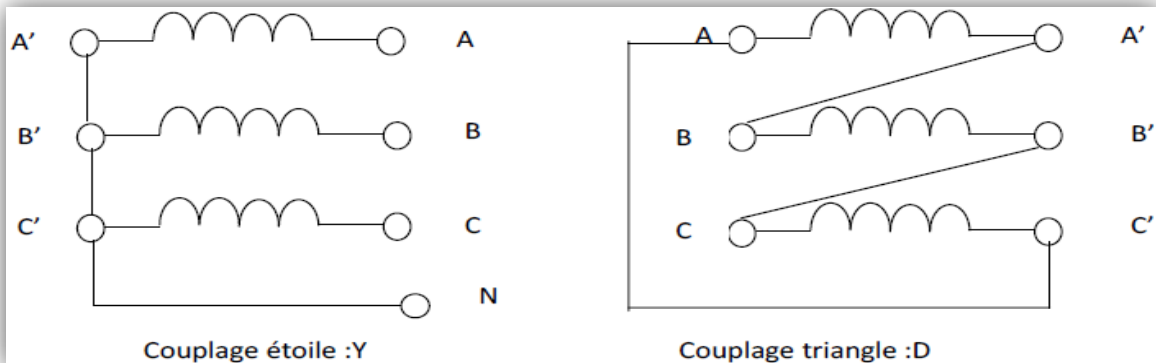 A' A
B' B
C' C
N
Couplage étoile :Y
A A'
B B'
C C'
Couplage triangle :D